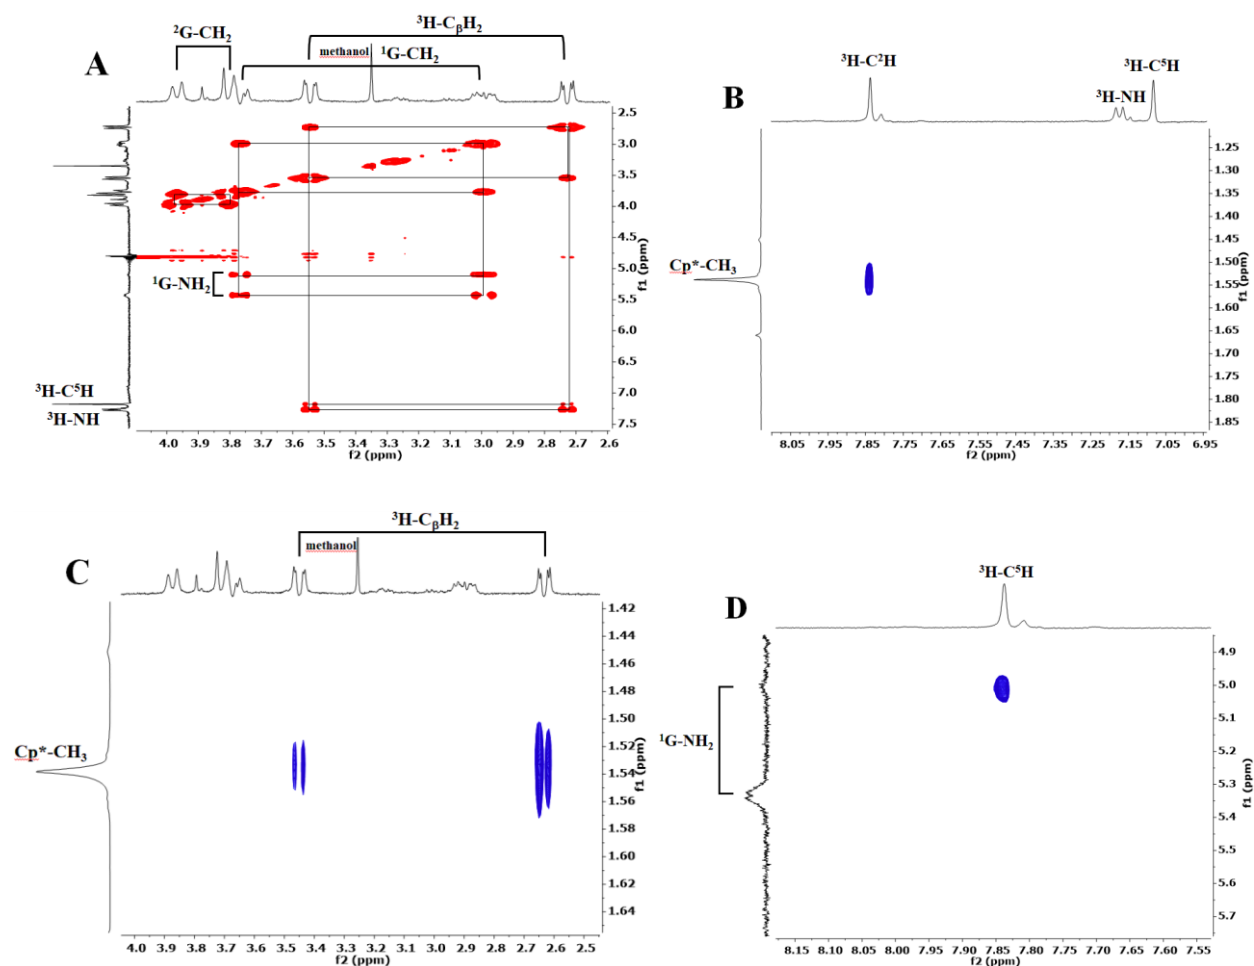 A
²G-CH₂
³H-CβH₂
methanol
¹G-CH₂
2.5
3.0
3.5
4.0
4.5
5.0
5.5
6.0
6.5
7.0
7.5
f1 (ppm)
¹G-NH₂
³H-C⁵H
³H-NH
4.0 3.9 3.8 3.7 3.6 3.5 3.4 3.3 3.2 3.1 3.0 2.9 2.8 2.7 2.6
f2 (ppm)
B
³H-C²H
³H-NH
³H-C⁵H
1.25
1.30
1.35
1.40
1.45
1.50
1.55
1.60
1.65
1.70
1.75
1.80
1.85
f1 (ppm)
Cp*-CH₃
8.05 7.95 7.85 7.75 7.65 7.55 7.45 7.35 7.25 7.15 7.05 6.95
f2 (ppm)
C
³H-CβH₂
methanol
1.42
1.44
1.46
1.48
1.50
1.52
1.54
1.56
1.58
1.60
1.62
1.64
f1 (ppm)
Cp*-CH₃
4.0 3.9 3.8 3.7 3.6 3.5 3.4 3.3 3.2 3.1 3.0 2.9 2.8 2.7 2.6 2.5
f2 (ppm)
D
³H-C⁵H
4.9
5.0
5.1
5.2
5.3
5.4
5.5
5.6
5.7
f1 (ppm)
¹G-NH₂
8.15 8.10 8.05 8.00 7.95 7.90 7.85 7.80 7.75 7.70 7.65 7.60 7.55
f2 (ppm)